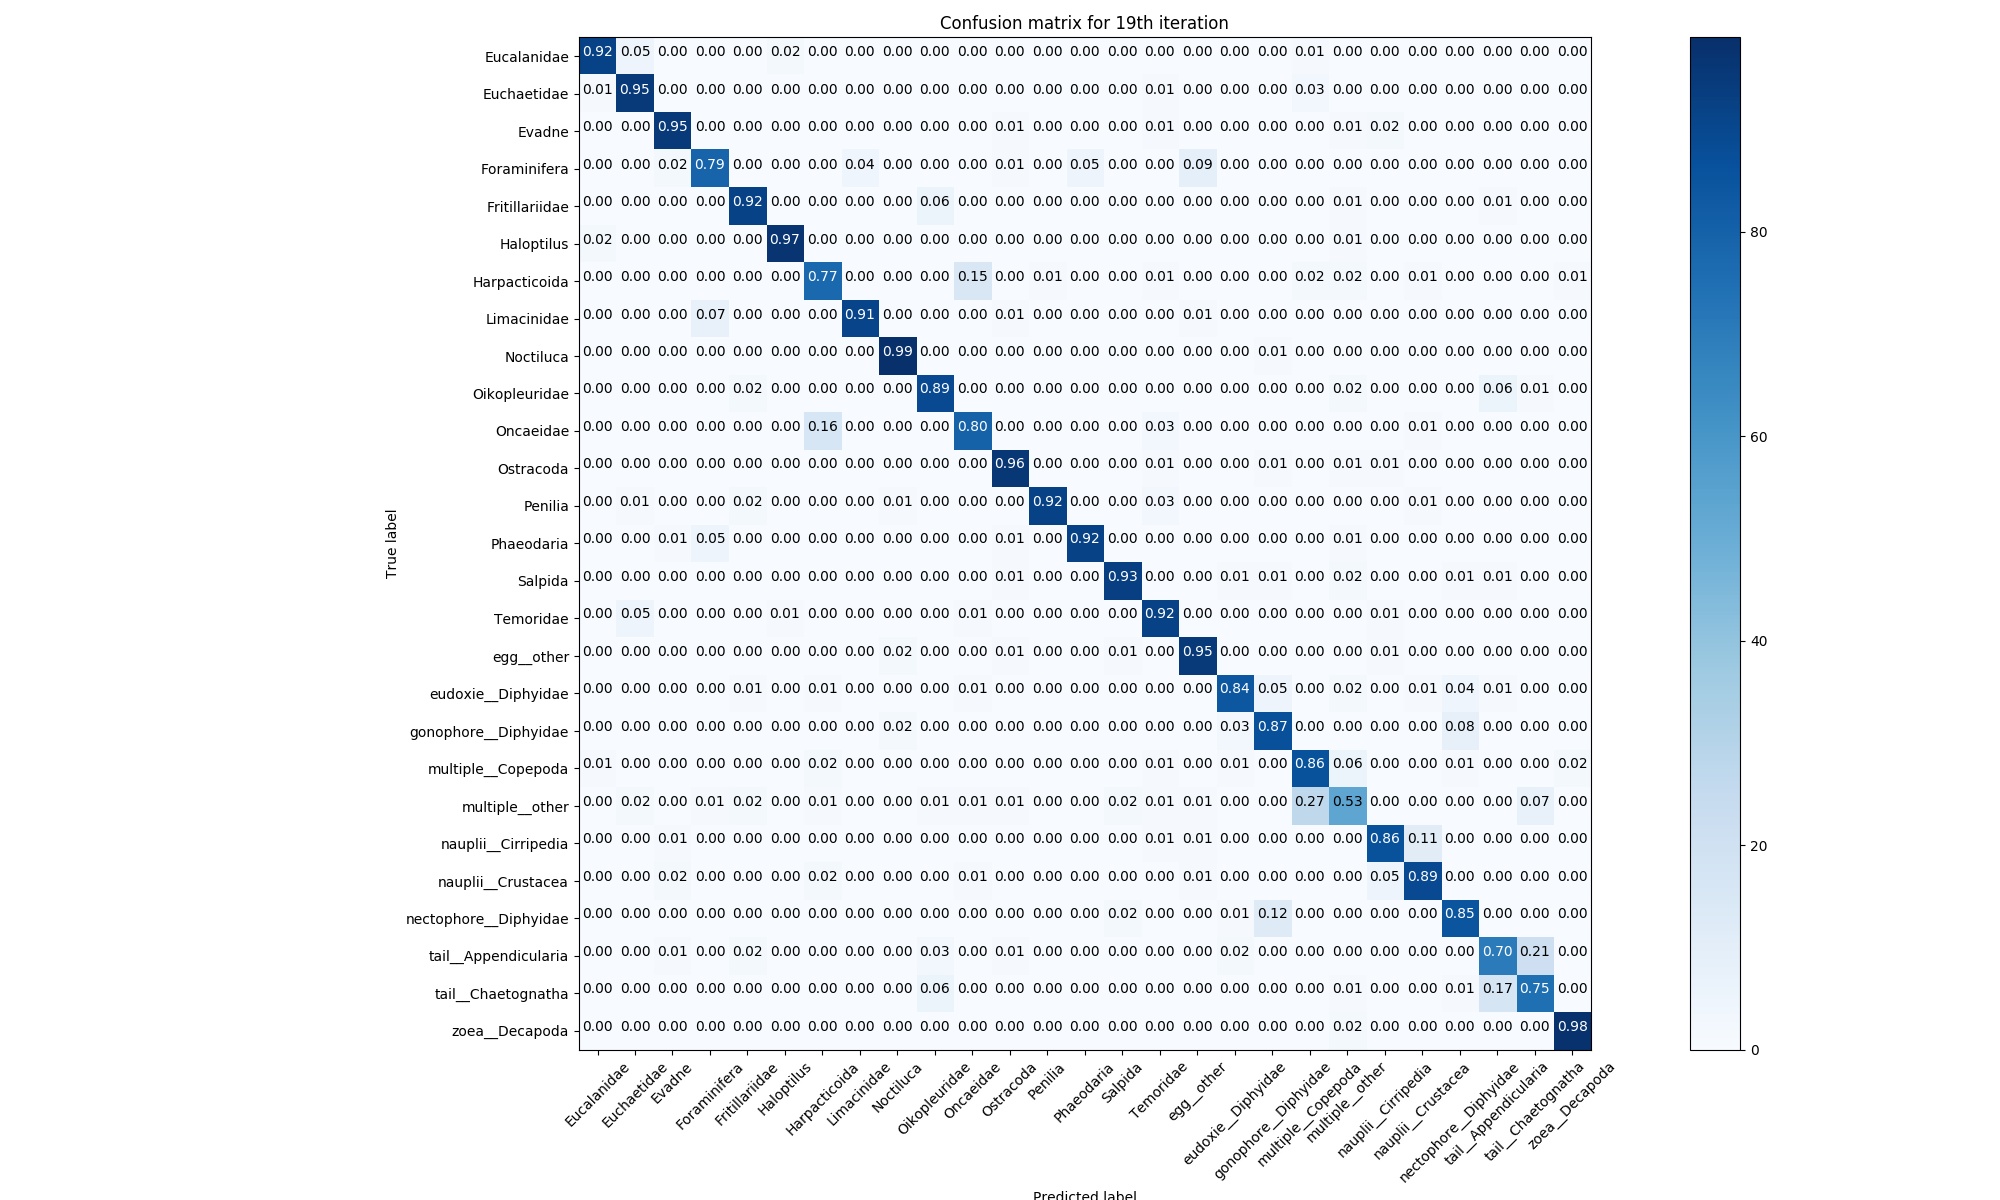 Confusion matrix for 19th iteration
Eucalanidae 0.92 0.05 0.00 0.00 0.00 0.02 0.00 0.00 0.00 0.00 0.00 0.00 0.00 0.00 0.00 0.00 0.00 0.00 0.00 0.01 0.00 0.00 0.00 0.00 0.00 0.00 0.00
Euchaetidae 0.01 0.95 0.00 0.00 0.00 0.00 0.00 0.00 0.00 0.00 0.00 0.00 0.00 0.00 0.00 0.01 0.00 0.00 0.00 0.03 0.00 0.00 0.00 0.00 0.00 0.00 0.00
Evadne 0.00 0.00 0.95 0.00 0.00 0.00 0.00 0.00 0.00 0.00 0.00 0.01 0.00 0.00 0.00 0.01 0.00 0.00 0.00 0.00 0.01 0.02 0.00 0.00 0.00 0.00 0.00
Foraminifera 0.00 0.00 0.02 0.79 0.00 0.00 0.00 0.04 0.00 0.00 0.00 0.01 0.00 0.05 0.00 0.00 0.09 0.00 0.00 0.00 0.00 0.00 0.00 0.00 0.00 0.00 0.00
Fritillariidae 0.00 0.00 0.00 0.00 0.92 0.00 0.00 0.00 0.00 0.06 0.00 0.00 0.00 0.00 0.00 0.00 0.00 0.00 0.00 0.00 0.01 0.00 0.00 0.00 0.01 0.00 0.00
Haloptilus 0.02 0.00 0.00 0.00 0.00 0.97 0.00 0.00 0.00 0.00 0.00 0.00 0.00 0.00 0.00 0.00 0.00 0.00 0.00 0.00 0.01 0.00 0.00 0.00 0.00 0.00 0.00
Harpacticoida 0.00 0.00 0.00 0.00 0.00 0.00 0.77 0.00 0.00 0.00 0.15 0.00 0.01 0.00 0.00 0.01 0.00 0.00 0.00 0.02 0.02 0.00 0.01 0.00 0.00 0.00 0.01
Limacinidae 0.00 0.00 0.00 0.07 0.00 0.00 0.00 0.91 0.00 0.00 0.00 0.01 0.00 0.00 0.00 0.00 0.01 0.00 0.00 0.00 0.00 0.00 0.00 0.00 0.00 0.00 0.00
Noctiluca 0.00 0.00 0.00 0.00 0.00 0.00 0.00 0.00 0.99 0.00 0.00 0.00 0.00 0.00 0.00 0.00 0.00 0.00 0.01 0.00 0.00 0.00 0.00 0.00 0.00 0.00 0.00
Oikopleuridae 0.00 0.00 0.00 0.00 0.02 0.00 0.00 0.00 0.00 0.89 0.00 0.00 0.00 0.00 0.00 0.00 0.00 0.00 0.00 0.00 0.02 0.00 0.00 0.00 0.06 0.01 0.00
Oncaeidae 0.00 0.00 0.00 0.00 0.00 0.00 0.16 0.00 0.00 0.00 0.80 0.00 0.00 0.00 0.00 0.03 0.00 0.00 0.00 0.00 0.00 0.00 0.01 0.00 0.00 0.00 0.00
Ostracoda 0.00 0.00 0.00 0.00 0.00 0.00 0.00 0.00 0.00 0.00 0.00 0.96 0.00 0.00 0.00 0.01 0.00 0.00 0.01 0.00 0.01 0.01 0.00 0.00 0.00 0.00 0.00
Penilia 0.00 0.01 0.00 0.00 0.02 0.00 0.00 0.00 0.01 0.00 0.00 0.00 0.92 0.00 0.00 0.03 0.00 0.00 0.00 0.00 0.00 0.00 0.01 0.00 0.00 0.00 0.00
Phaeodaria 0.00 0.00 0.01 0.05 0.00 0.00 0.00 0.00 0.00 0.00 0.00 0.01 0.00 0.92 0.00 0.00 0.00 0.00 0.00 0.00 0.01 0.00 0.00 0.00 0.00 0.00 0.00
Salpida 0.00 0.00 0.00 0.00 0.00 0.00 0.00 0.00 0.00 0.00 0.00 0.01 0.00 0.00 0.93 0.00 0.00 0.01 0.01 0.00 0.02 0.00 0.00 0.01 0.01 0.00 0.00
Temoridae 0.00 0.05 0.00 0.00 0.00 0.01 0.00 0.00 0.00 0.00 0.01 0.00 0.00 0.00 0.00 0.92 0.00 0.00 0.00 0.00 0.00 0.01 0.00 0.00 0.00 0.00 0.00
egg__other 0.00 0.00 0.00 0.00 0.00 0.00 0.00 0.00 0.02 0.00 0.00 0.01 0.00 0.00 0.01 0.00 0.95 0.00 0.00 0.00 0.00 0.01 0.00 0.00 0.00 0.00 0.00
eudoxie__Diphyidae 0.00 0.00 0.00 0.00 0.01 0.00 0.01 0.00 0.00 0.00 0.01 0.00 0.00 0.00 0.00 0.00 0.00 0.84 0.05 0.00 0.02 0.00 0.01 0.04 0.01 0.00 0.00
gonophore__Diphyidae 0.00 0.00 0.00 0.00 0.00 0.00 0.00 0.00 0.02 0.00 0.00 0.00 0.00 0.00 0.00 0.00 0.00 0.03 0.87 0.00 0.00 0.00 0.00 0.08 0.00 0.00 0.00
multiple__Copepoda 0.01 0.00 0.00 0.00 0.00 0.00 0.02 0.00 0.00 0.00 0.00 0.00 0.00 0.00 0.00 0.01 0.00 0.01 0.00 0.86 0.06 0.00 0.00 0.01 0.00 0.00 0.02
multiple__other 0.00 0.02 0.00 0.01 0.02 0.00 0.01 0.00 0.00 0.01 0.01 0.01 0.00 0.00 0.02 0.01 0.01 0.00 0.00 0.27 0.53 0.00 0.00 0.00 0.00 0.07 0.00
nauplii__Cirripedia 0.00 0.00 0.01 0.00 0.00 0.00 0.00 0.00 0.00 0.00 0.00 0.00 0.00 0.00 0.00 0.01 0.01 0.00 0.00 0.00 0.00 0.86 0.11 0.00 0.00 0.00 0.00
nauplii__Crustacea 0.00 0.00 0.02 0.00 0.00 0.00 0.02 0.00 0.00 0.00 0.01 0.00 0.00 0.00 0.00 0.00 0.01 0.00 0.00 0.00 0.00 0.05 0.89 0.00 0.00 0.00 0.00
nectophore__Diphyidae 0.00 0.00 0.00 0.00 0.00 0.00 0.00 0.00 0.00 0.00 0.00 0.00 0.00 0.00 0.02 0.00 0.00 0.01 0.12 0.00 0.00 0.00 0.00 0.85 0.00 0.00 0.00
tail__Appendicularia 0.00 0.00 0.01 0.00 0.02 0.00 0.00 0.00 0.00 0.03 0.00 0.01 0.00 0.00 0.00 0.00 0.00 0.02 0.00 0.00 0.00 0.00 0.00 0.00 0.70 0.21 0.00
tail__Chaetognatha 0.00 0.00 0.00 0.00 0.00 0.00 0.00 0.00 0.00 0.06 0.00 0.00 0.00 0.00 0.00 0.00 0.00 0.00 0.00 0.00 0.01 0.00 0.00 0.01 0.17 0.75 0.00
zoea__Decapoda 0.00 0.00 0.00 0.00 0.00 0.00 0.00 0.00 0.00 0.00 0.00 0.00 0.00 0.00 0.00 0.00 0.00 0.00 0.00 0.00 0.02 0.00 0.00 0.00 0.00 0.00 0.98
True label
Eucalanidae
Euchaetidae
Evadne
Foraminifera
Fritillariidae
Haloptilus
Harpacticoida
Limacinidae
Noctiluca
Oikopleuridae
Oncaeidae
Ostracoda
Penilia
Phaeodaria
Salpida
Temoridae
egg__other
eudoxie__Diphyidae
gonophore__Diphyidae
multiple__Copepoda
multiple__other
nauplii__Cirripedia
nauplii__Crustacea
nectophore__Diphyidae
tail__Appendicularia
tail__Chaetognatha
zoea__Decapoda
Predicted label
80
60
40
20
0